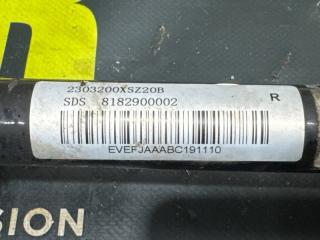 2303200XSZ20B
SDS 8182900002
R
EVEFJAAABC191110
SION